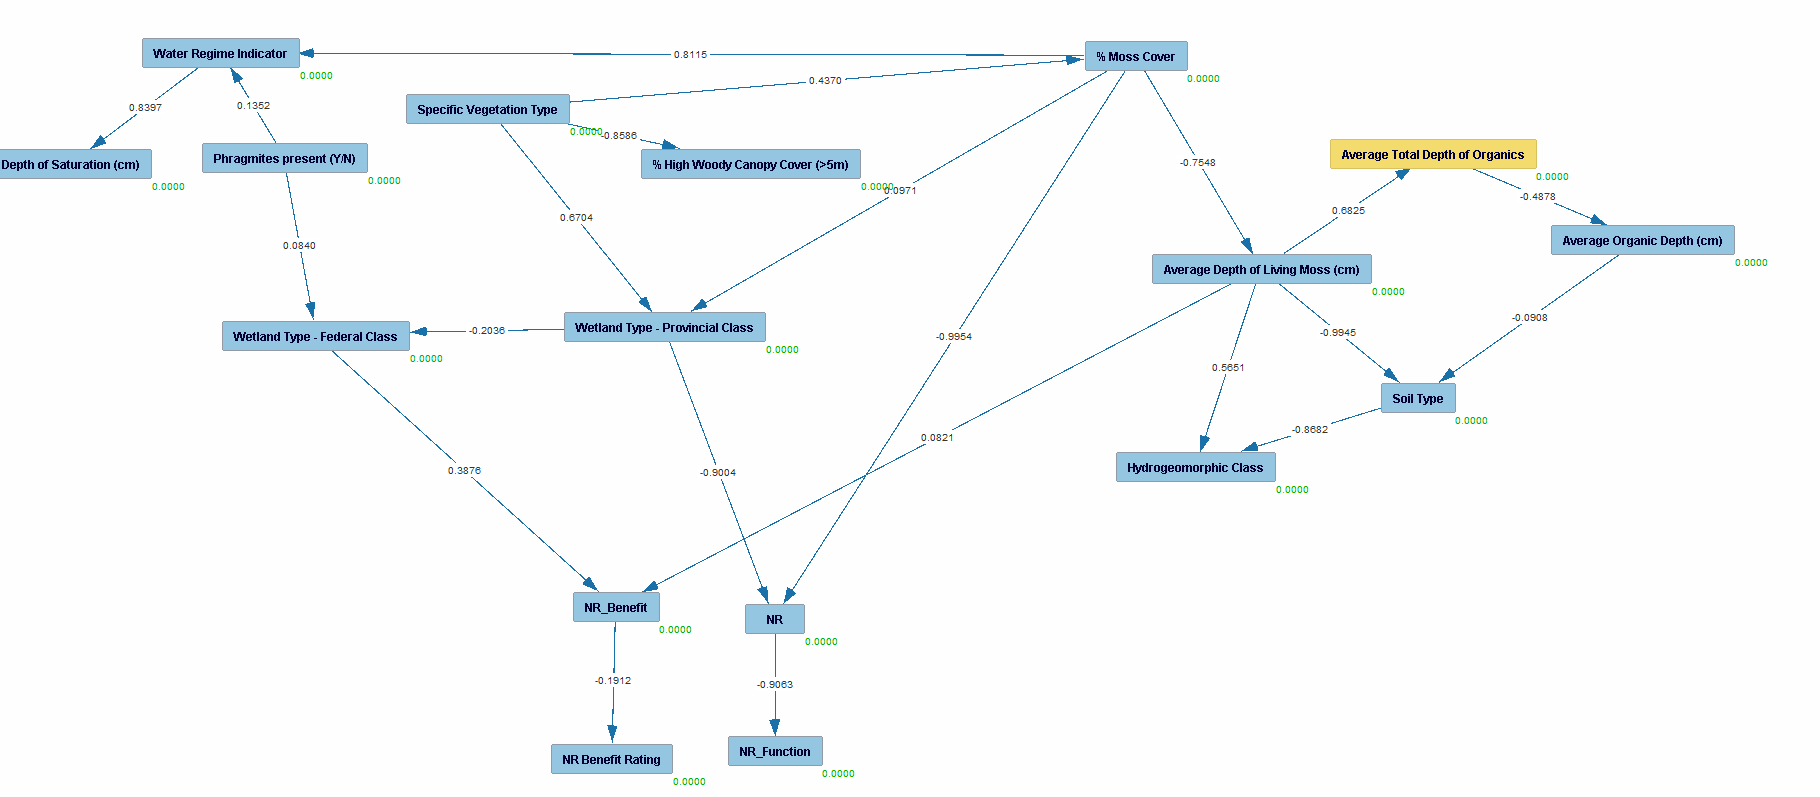 Water Regime Indicator
0.0000
0.8115
% Moss Cover
0.0000
0.4370
0.8397
0.1352
Specific Vegetation Type
0.0000
-0.8586
Depth of Saturation (cm)
0.0000
Phragmites present (Y/N)
0.0000
% High Woody Canopy Cover (>5m)
0.0000
0.0971
-0.7548
Average Total Depth of Organics
0.0000
-0.4878
0.6825
0.6704
0.0840
Average Organic Depth (cm)
0.0000
Average Depth of Living Moss (cm)
0.0000
Wetland Type - Federal Class
0.0000
-0.2036
Wetland Type - Provincial Class
0.0000
-0.9954
-0.9945
-0.0908
0.5651
Soil Type
0.0000
-0.8682
0.0821
Hydrogeomorphic Class
0.0000
0.3876
-0.9004
NR_Benefit
0.0000
NR
0.0000
-0.1912
-0.9063
NR Benefit Rating
0.0000
NR_Function
0.0000